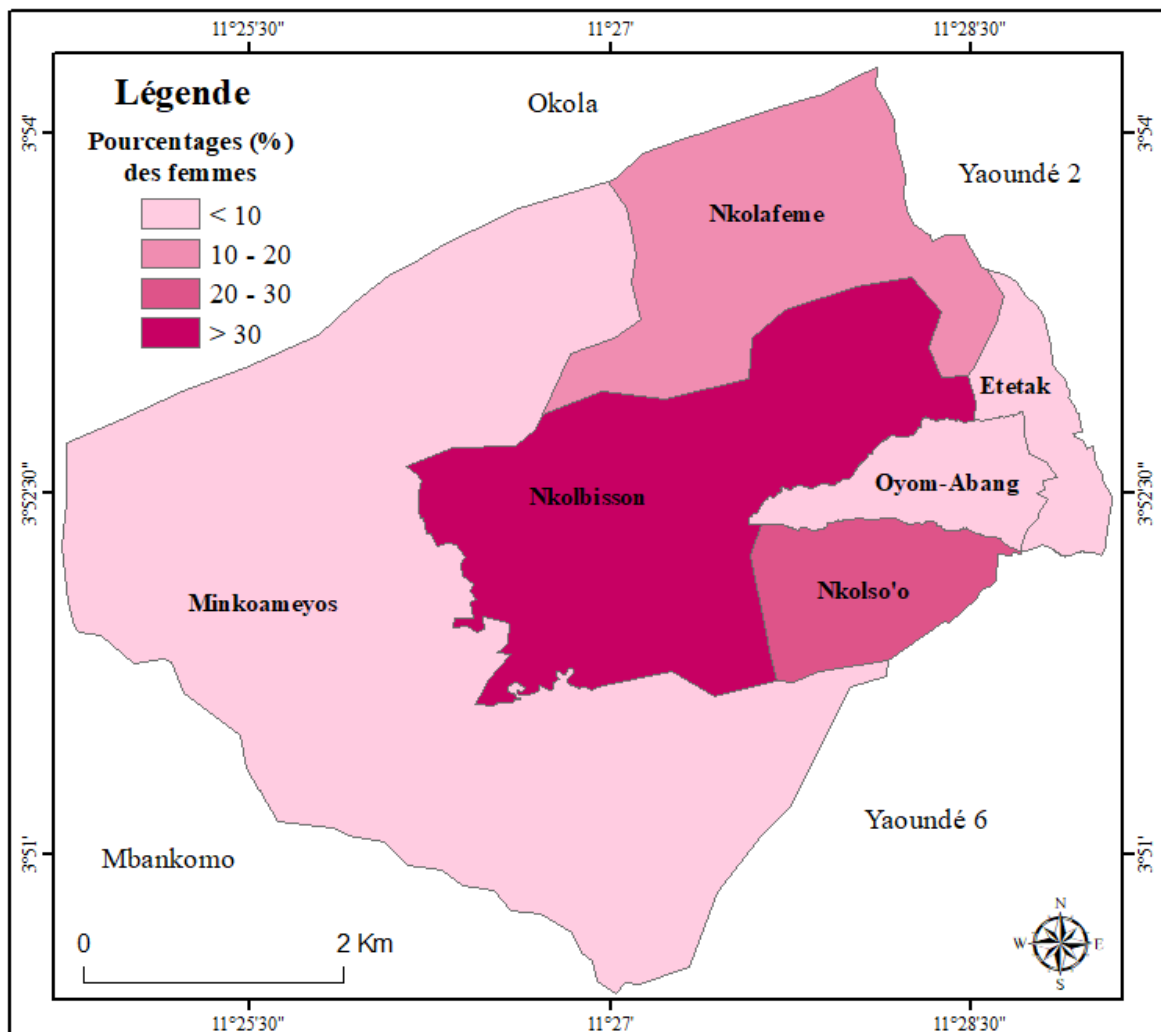 11°25'30"
11°27'
11°28'30"
Légende
Pourcentages (%)
des femmes
< 10
10 - 20
20 - 30
> 30
Okola
Yaoundé 2
3°54'
3°54'
Nkolafeme
Etetak
Oyom-Abang
3°52'30"
3°52'30"
Nkolbisson
Nkolso'o
Minkoameyos
Yaoundé 6
Mbankomo
3°51'
3°51'
0
2 Km
N
W
E
S
11°25'30"
11°27'
11°28'30"